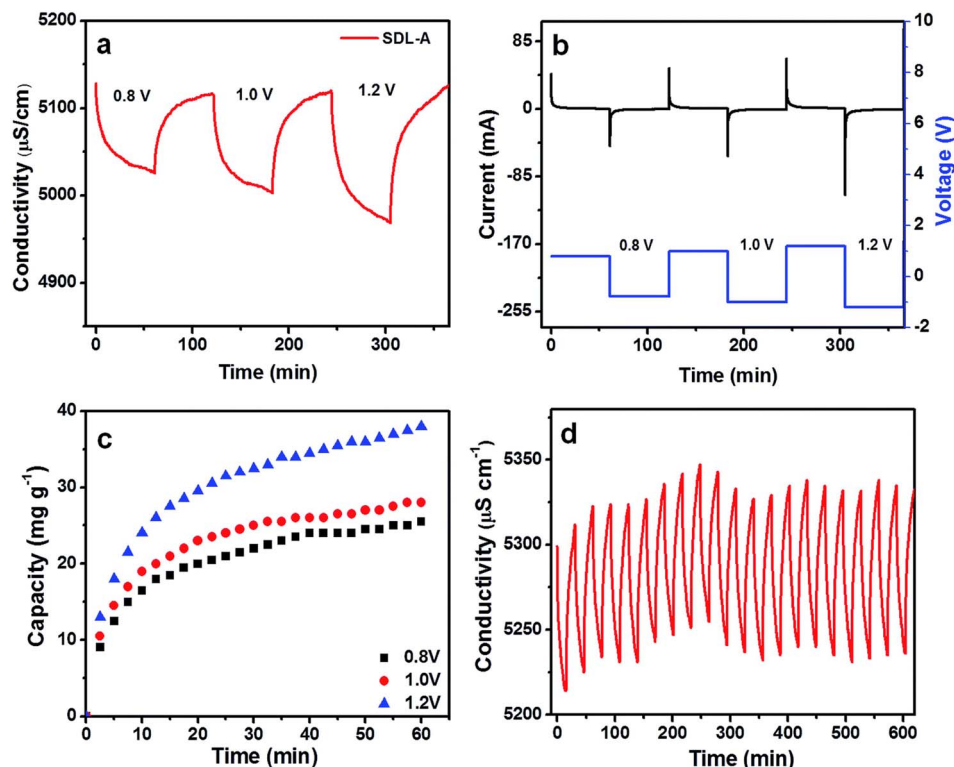 a
SDL-A
0.8 V 1.0 V 1.2 V
5200
5100
5000
4900
Conductivity (µS/cm)
0 100 200 300
Time (min)
b
85
0
-85
-170
-255
Current (mA)
10
8
6
4
2
0
-2
Voltage (V)
0.8 V 1.0 V 1.2 V
0 100 200 300
Time (min)
c
40
30
20
10
0
Capacity (mg g⁻¹)
0.8V
1.0V
1.2V
0 10 20 30 40 50 60
Time (min)
d
5350
5300
5250
5200
Conductivity (µS cm⁻¹)
0 100 200 300 400 500 600
Time (min)